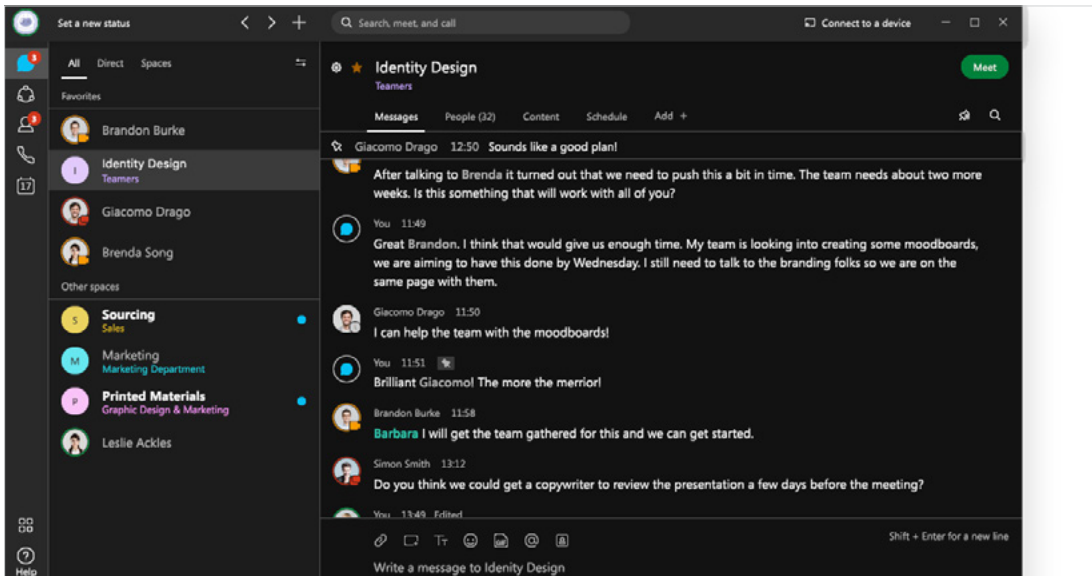 Set a new status
Search, meet, and call
Connect to a device
3
3
17
Help
All Direct Spaces
Favorites
Brandon Burke
I
Identity Design
Teamers
Giacomo Drago
Brenda Song
Other spaces
S
Sourcing
Sales
M
Marketing
Marketing Department
P
Printed Materials
Graphic Design & Marketing
Leslie Ackles
Identity Design
Teamers
Meet
Messages People (32) Content Schedule Add +
Giacomo Drago 12:50 Sounds like a good plan!
After talking to Brenda it turned out that we need to push this a bit in time. The team needs about two more
weeks. Is this something that will work with all of you?
You 11:49
Great Brandon. I think that would give us enough time. My team is looking into creating some moodboards,
we are aiming to have this done by Wednesday. I still need to talk to the branding folks so we are on the
same page with them.
Giacomo Drago 11:50
I can help the team with the moodboards!
You 11:51
Brilliant Giacomo! The more the merrior!
Brandon Burke 11:58
Barbara I will get the team gathered for this and we can get started.
Simon Smith 13:12
Do you think we could get a copywriter to review the presentation a few days before the meeting?
You 13:49 Edited
Tт
GIF
@
Shift + Enter for a new line
Write a message to Idenity Design